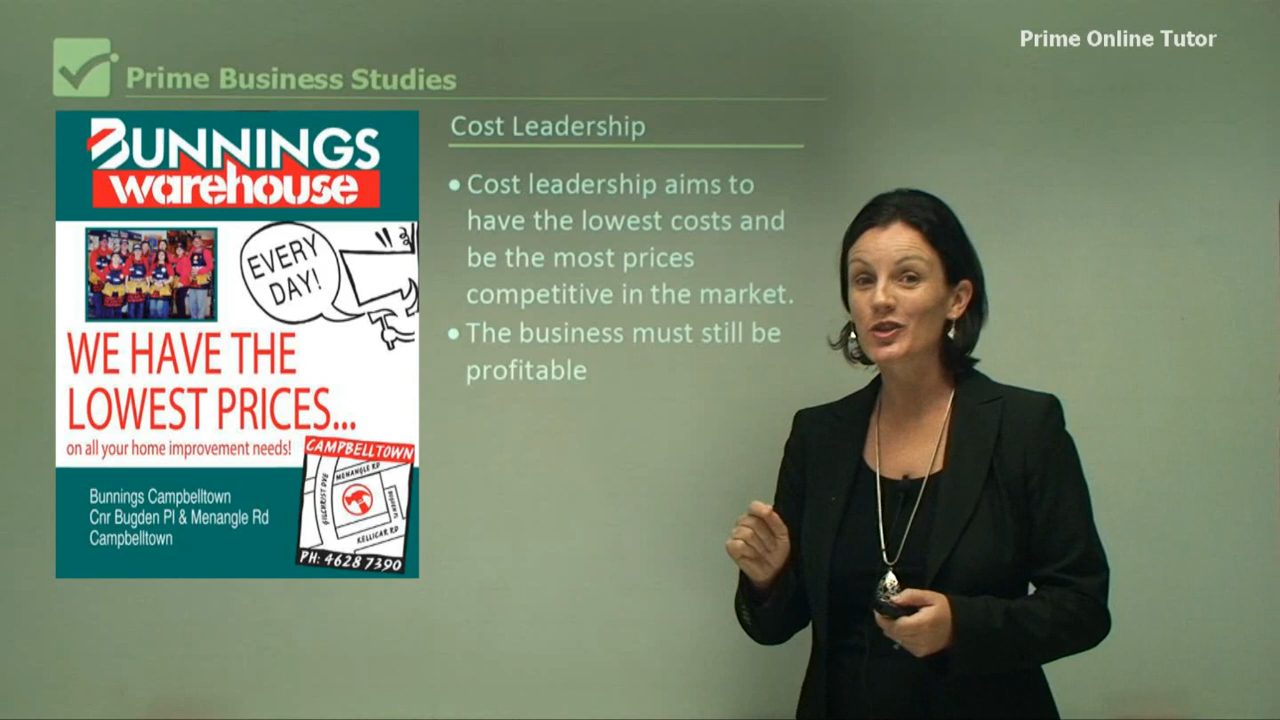 Prime Online Tutor
Prime Business Studies
BUNNINGS
warehouse
EVERY
DAY!
WE HAVE THE
LOWEST PRICES...
on all your home improvement needs!
Bunnings Campbelltown
Cnr Bugden Pl & Menangle Rd
Campbelltown
CAMPBELLTOWN
MENANGLE RD
GILCHRIST DVE
BUGDEN PL
KELLICAR RD
PH: 4628 7390
Cost Leadership
• Cost leadership aims to
have the lowest costs and
be the most prices
competitive in the market.
• The business must still be
profitable